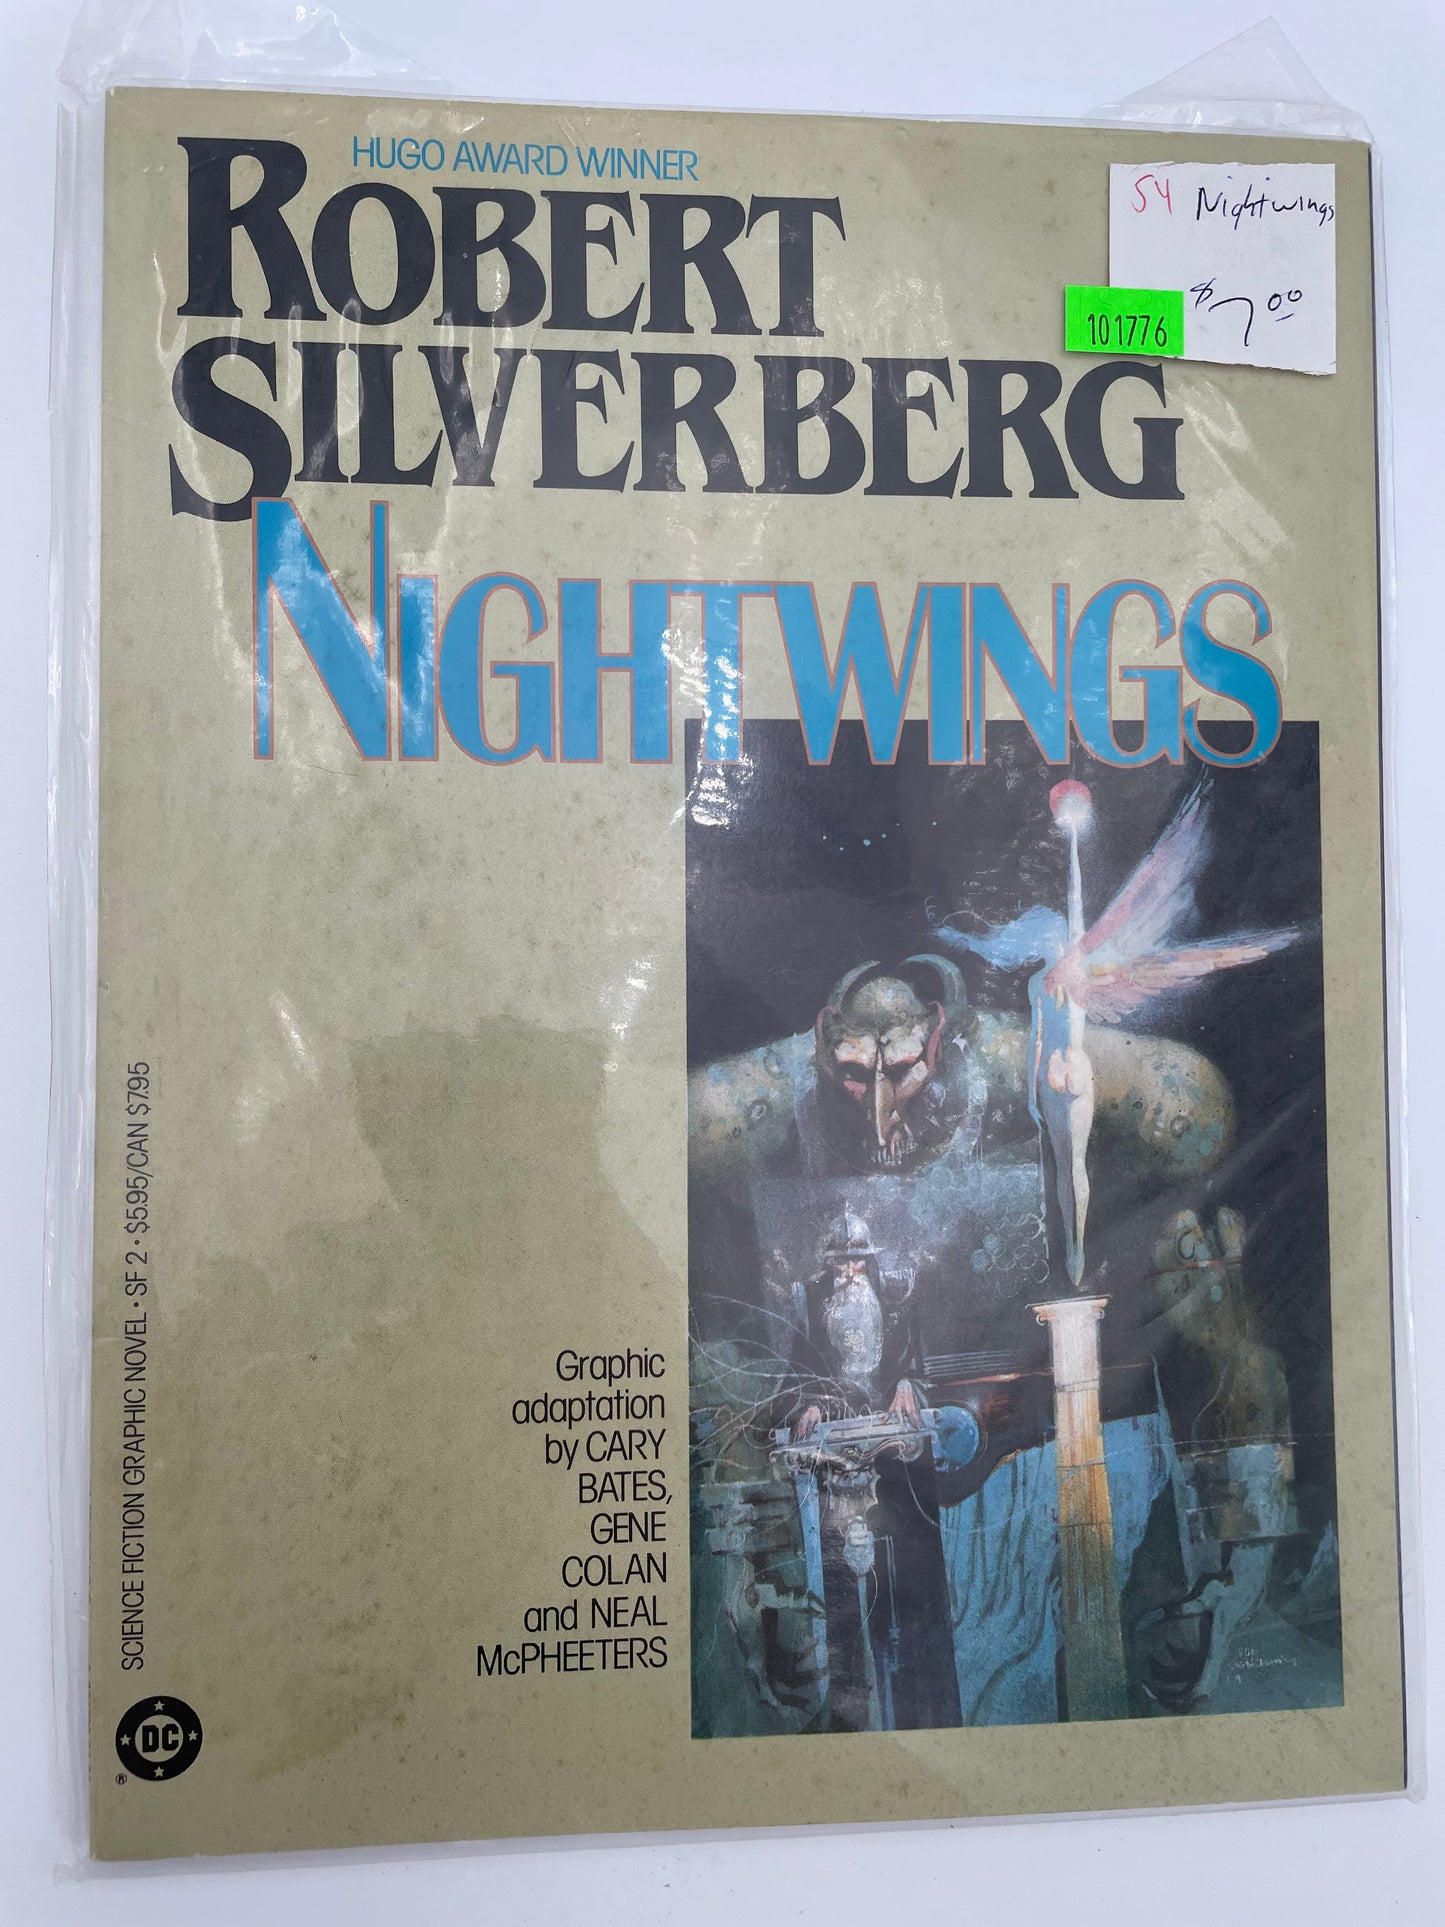 HUGO AWARD WINNER
ROBERT
SILVERBERG
NIGHTWINGS
54 Nightwings
$7.00
101776
Graphic
adaptation
by CARY
BATES,
GENE
COLAN
and NEAL
McPHEETERS
SCIENCE FICTION GRAPHIC NOVEL • SF 2 • $5.95/CAN $7.95
DC
®